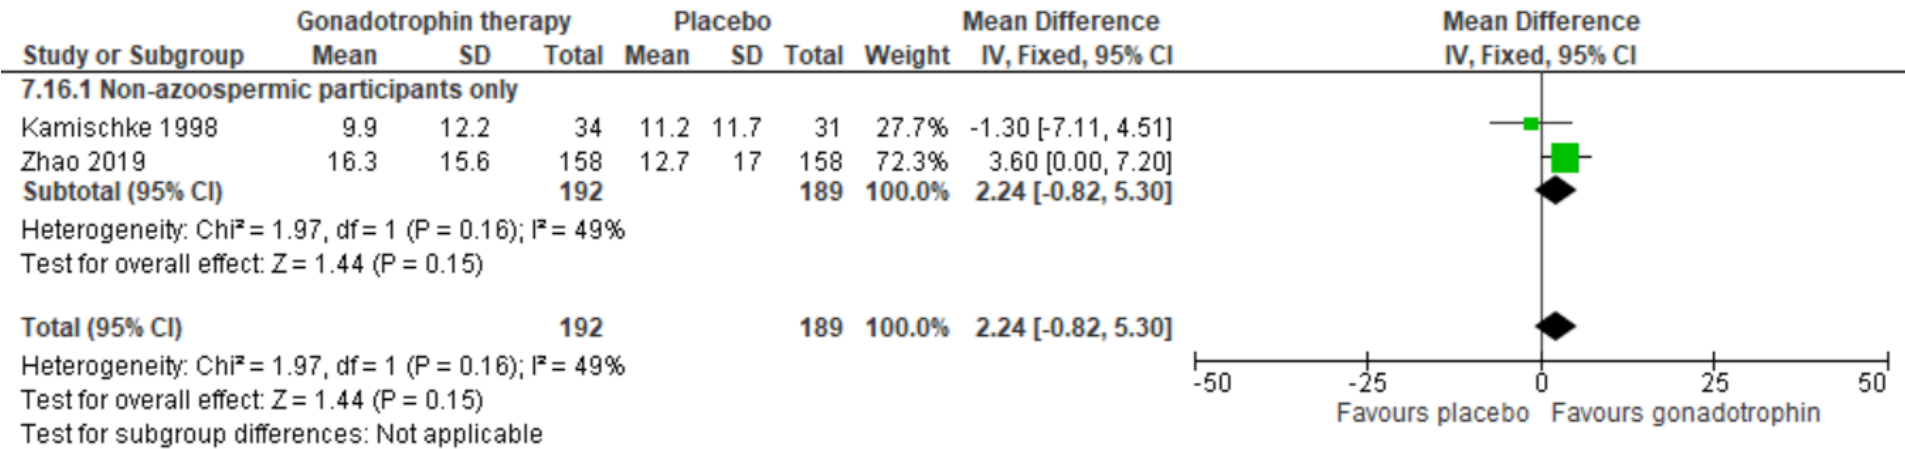 Gonadotrophin therapy Placebo Mean Difference Mean Difference
Study or Subgroup Mean SD Total Mean SD Total Weight IV, Fixed, 95% CI IV, Fixed, 95% CI
7.16.1 Non-azoospermic participants only
Kamischke 1998 9.9 12.2 34 11.2 11.7 31 27.7% -1.30 [-7.11, 4.51]
Zhao 2019 16.3 15.6 158 12.7 17 158 72.3% 3.60 [0.00, 7.20]
Subtotal (95% CI) 192 189 100.0% 2.24 [-0.82, 5.30]
Heterogeneity: Chi² = 1.97, df = 1 (P = 0.16); I² = 49%
Test for overall effect: Z = 1.44 (P = 0.15)
Total (95% CI) 192 189 100.0% 2.24 [-0.82, 5.30]
Heterogeneity: Chi² = 1.97, df = 1 (P = 0.16); I² = 49%
Test for overall effect: Z = 1.44 (P = 0.15)
Test for subgroup differences: Not applicable
-50 -25 0 25 50
Favours placebo Favours gonadotrophin